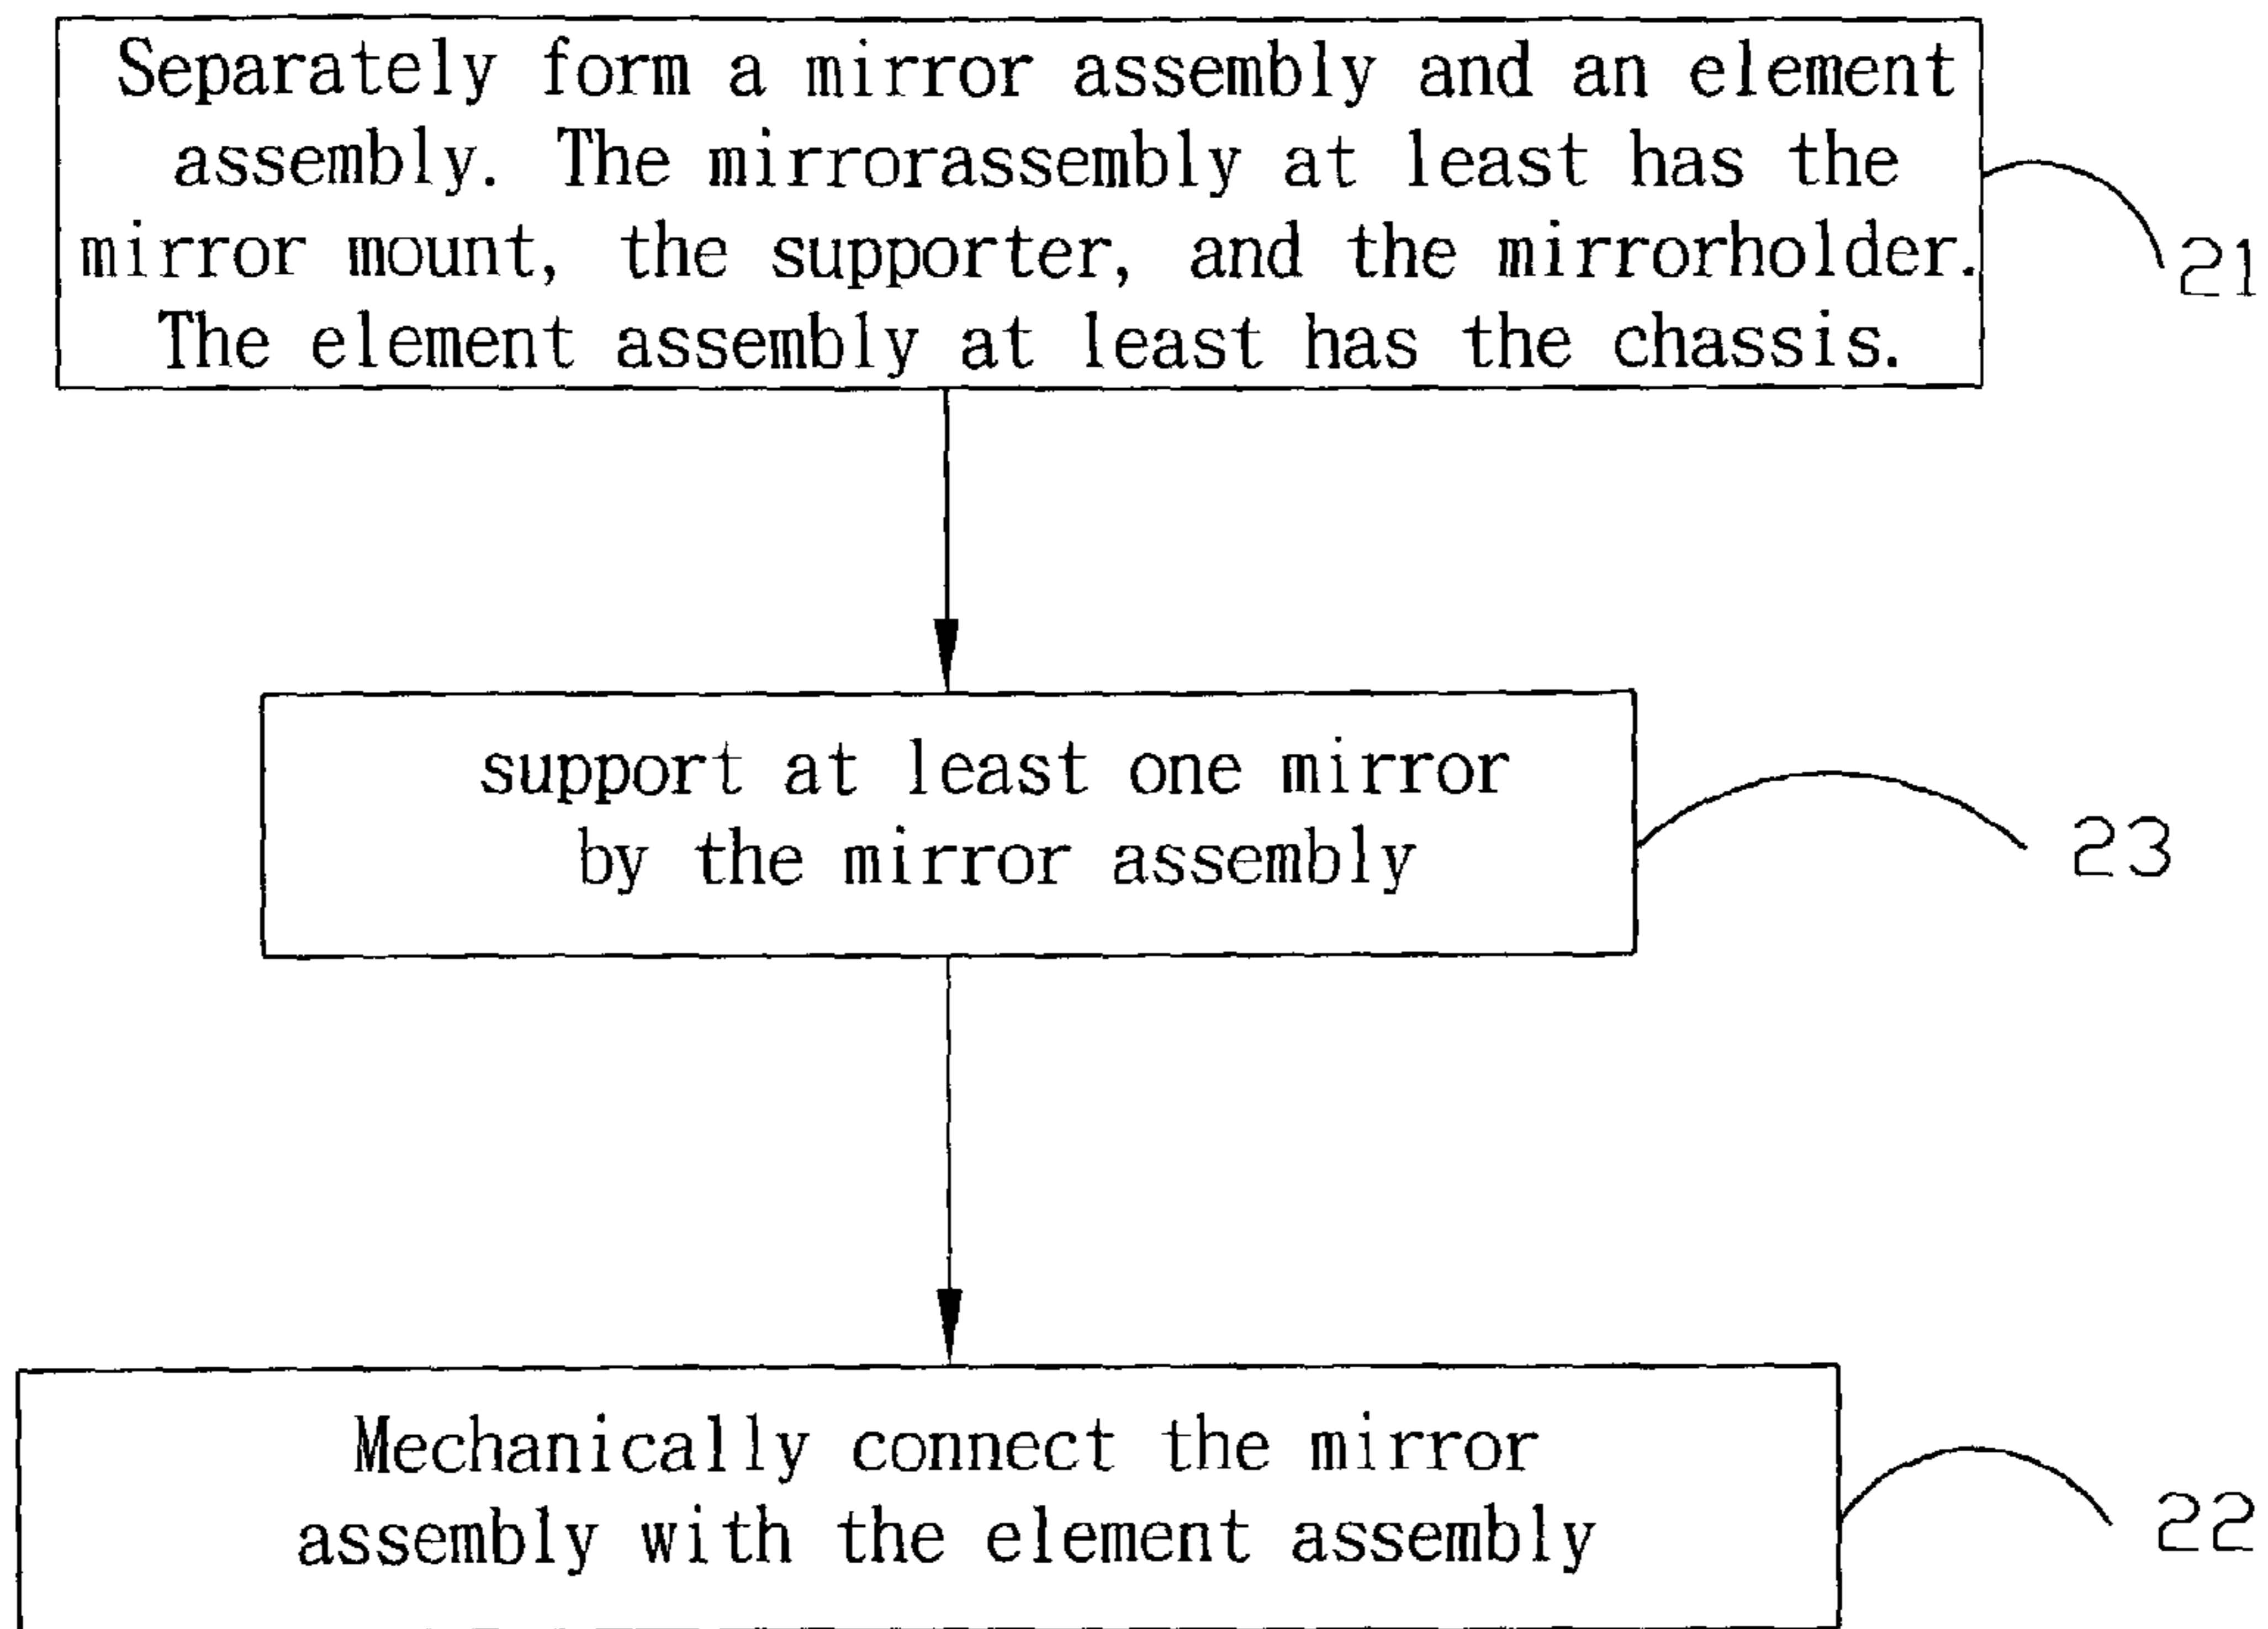 Separately form a mirror assembly and an element
assembly. The mirrorassembly at least has the
mirror mount, the supporter, and the mirrorholder.
The element assembly at least has the chassis.
21
support at least one mirror
by the mirror assembly
23
Mechanically connect the mirror
assembly with the element assembly
22